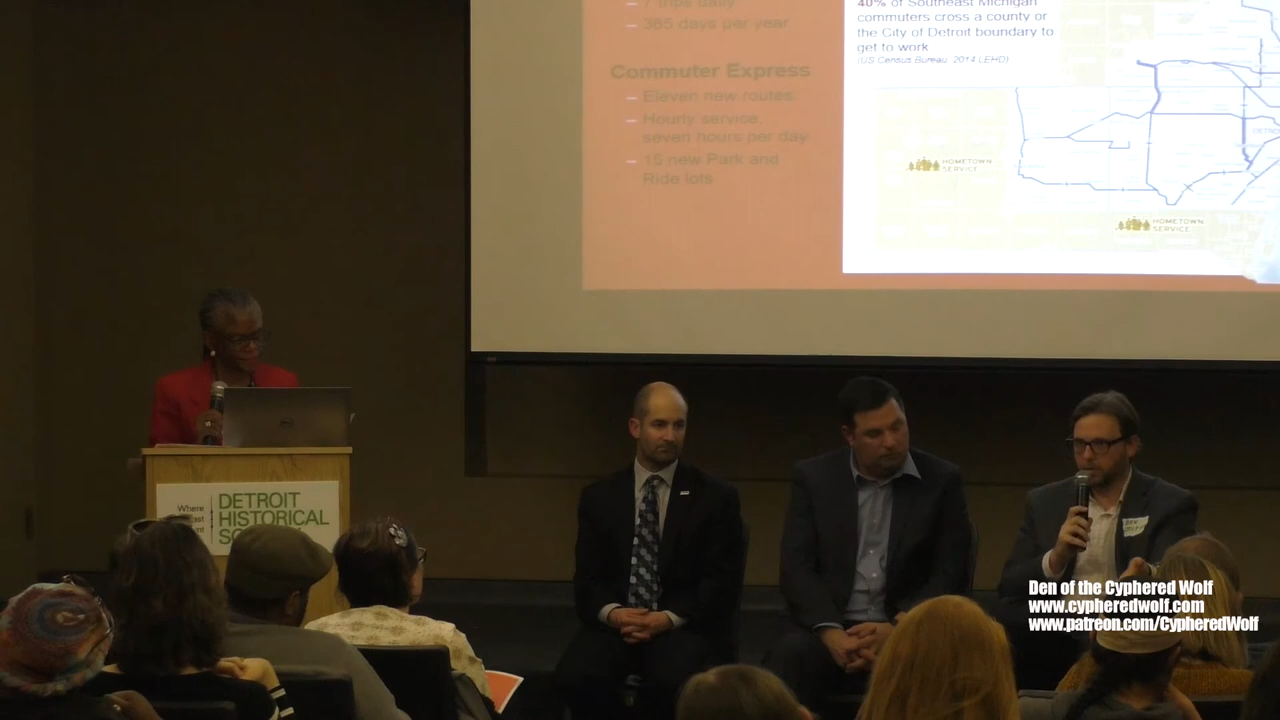 7 trips daily
365 days per year
Commuter Express
Eleven new routes
Hourly service,
seven hours per day
15 new Park and
Ride lots
40% of Southeast Michigan
commuters cross a county or
the City of Detroit boundary to
get to work
(US Census Bureau, 2014 LEHD)
HOMETOWN
SERVICE
HOMETOWN
SERVICE
Where
DETROIT
HISTORICAL
Den of the Cyphered Wolf
www.cypheredwolf.com
www.patreon.com/CypheredWolf